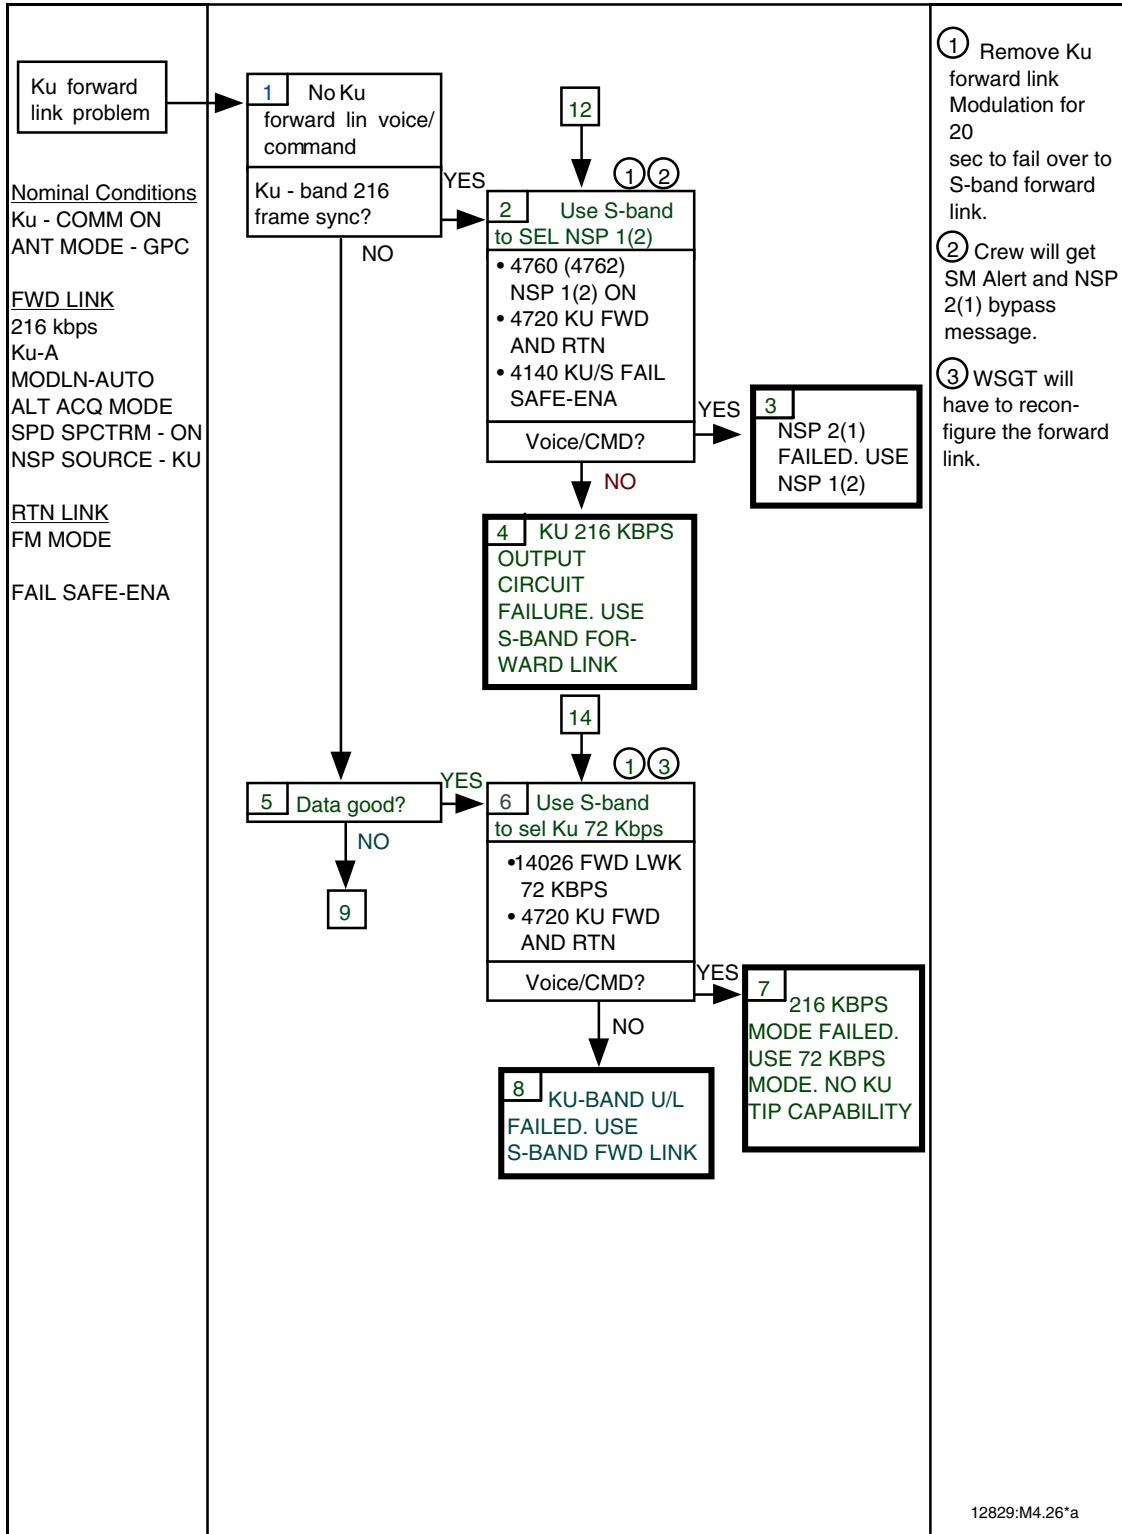 Ku forward
link problem
Nominal Conditions
Ku - COMM ON
ANT MODE - GPC
FWD LINK
216 kbps
Ku-A
MODLN-AUTO
ALT ACQ MODE
SPD SPCTRM - ON
NSP SOURCE - KU
RTN LINK
FM MODE
FAIL SAFE-ENA
1 No Ku
forward lin voice/
command
Ku - band 216
frame sync?
YES
NO
12
1 2
2 Use S-band
to SEL NSP 1(2)
• 4760 (4762)
NSP 1(2) ON
• 4720 KU FWD
AND RTN
• 4140 KU/S FAIL
SAFE-ENA
Voice/CMD?
YES
NO
3
NSP 2(1)
FAILED. USE
NSP 1(2)
4 KU 216 KBPS
OUTPUT
CIRCUIT
FAILURE. USE
S-BAND FOR-
WARD LINK
14
1 3
5 Data good?
YES
NO
9
6 Use S-band
to sel Ku 72 Kbps
•14026 FWD LWK
72 KBPS
• 4720 KU FWD
AND RTN
Voice/CMD?
YES
NO
7
216 KBPS
MODE FAILED.
USE 72 KBPS
MODE. NO KU
TIP CAPABILITY
8 KU-BAND U/L
FAILED. USE
S-BAND FWD LINK
1 Remove Ku
forward link
Modulation for
20
sec to fail over to
S-band forward
link.
2 Crew will get
SM Alert and NSP
2(1) bypass
message.
3 WSGT will
have to recon-
figure the forward
link.
12829:M4.26*a